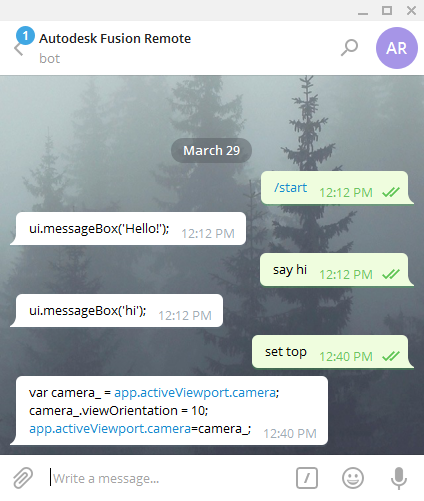 1
Autodesk Fusion Remote
bot
AR
March 29
/start 12:12 PM
ui.messageBox('Hello!'); 12:12 PM
say hi 12:12 PM
ui.messageBox('hi'); 12:12 PM
set top 12:40 PM
var camera_ = app.activeViewport.camera;
camera_.viewOrientation = 10;
app.activeViewport.camera=camera_; 12:40 PM
Write a message...
/